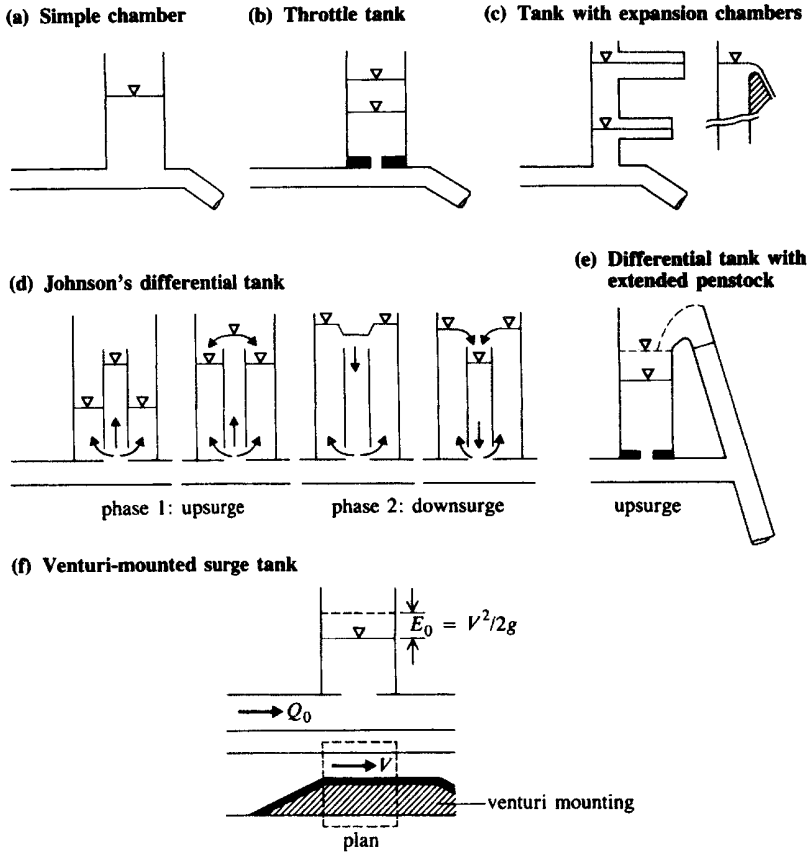 (a) Simple chamber
(b) Throttle tank
(c) Tank with expansion chambers
(d) Johnson's differential tank
(e) Differential tank with
extended penstock
phase 1: upsurge
phase 2: downsurge
upsurge
(f) Venturi-mounted surge tank
E₀ = V²/2g
Q₀
V
venturi mounting
plan